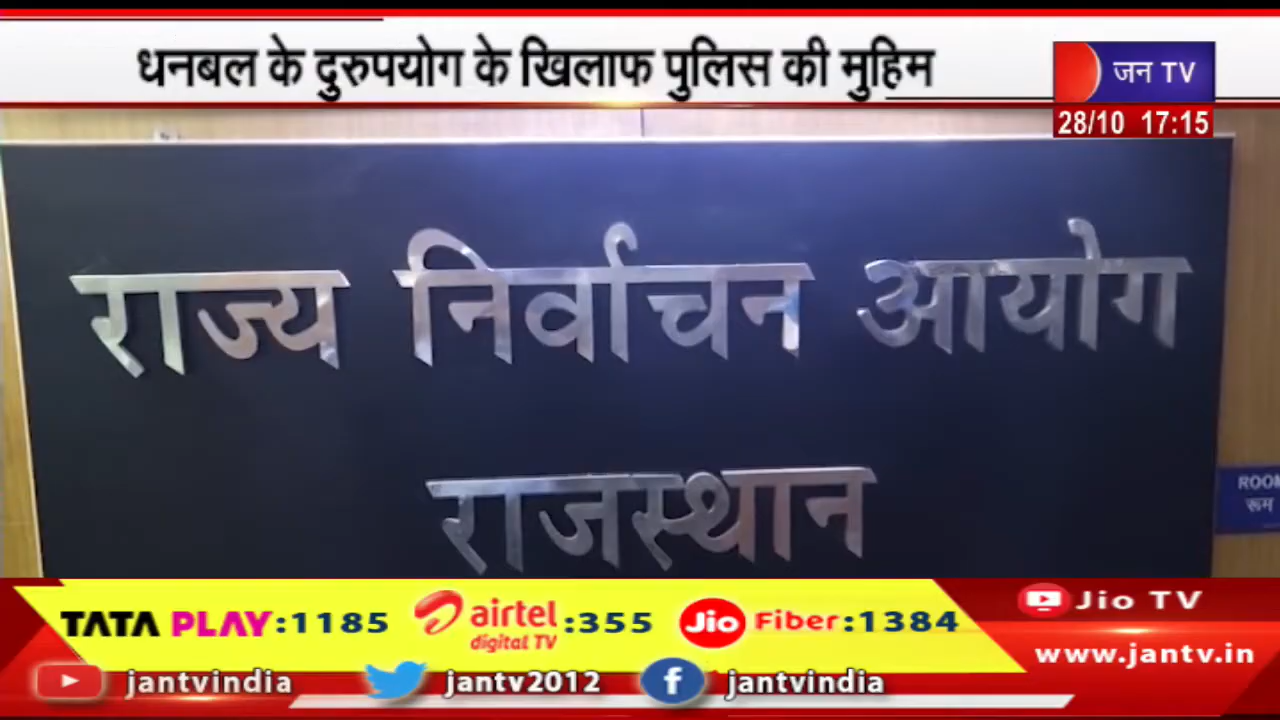 धनबल के दुरुपयोग के खिलाफ पुलिस की मुहिम
जन TV
28/10 17:15
राज्य निर्वाचन आयोग
राजस्थान
रूम
TATA PLAY:1185
airtel digital TV:355
Jio Fiber:1384
Jio TV
www.jantv.in
jantvindia
jantv2012
jantvindia